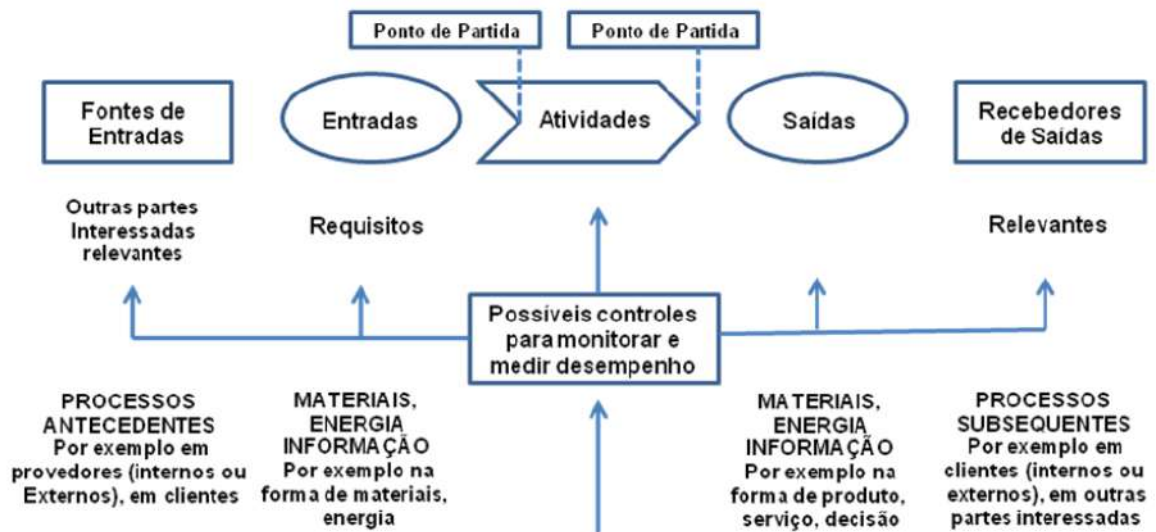 Ponto de Partida
Ponto de Partida
Fontes de
Entradas
Entradas
Atividades
Saídas
Recebedores
de Saídas
Outras partes
Interessadas
relevantes
Requisitos
Relevantes
Possíveis controles
para monitorar e
medir desempenho
PROCESSOS
ANTECEDENTES
Por exemplo em
provedores (internos ou
Externos), em clientes
MATERIAIS,
ENERGIA
INFORMAÇÃO
Por exemplo na
forma de materiais,
energia
MATERIAIS,
ENERGIA
INFORMAÇÃO
Por exemplo na
forma de produto,
serviço, decisão
PROCESSOS
SUBSEQUENTES
Por exemplo em
clientes (internos ou
externos), em outras
partes interessadas